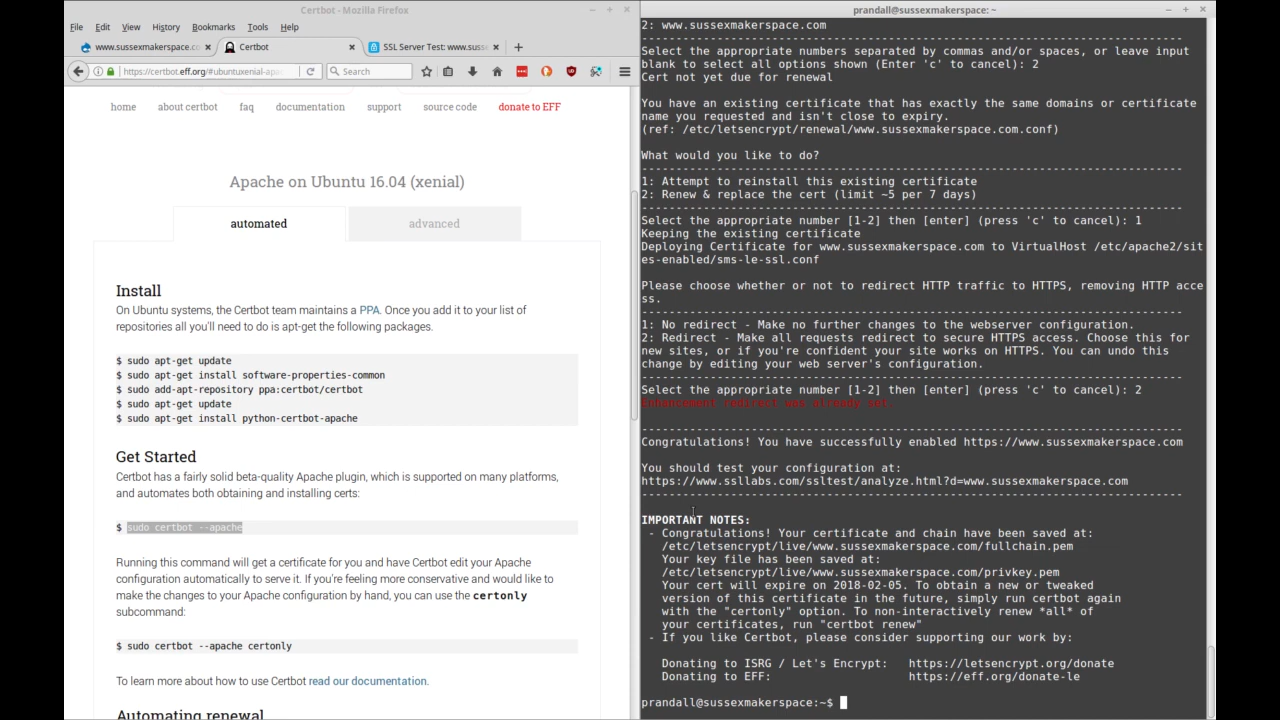 Certbot - Mozilla Firefox
File Edit View History Bookmarks Tools Help
www.sussexmakerspace.co
Certbot
SSL Server Test: www.susse
https://certbot.eff.org/#ubuntuxenial-apa
Search
home about certbot faq documentation support source code donate to EFF
Apache on Ubuntu 16.04 (xenial)
automated advanced
Install
On Ubuntu systems, the Certbot team maintains a PPA. Once you add it to your list of
repositories all you'll need to do is apt-get the following packages.
$ sudo apt-get update
$ sudo apt-get install software-properties-common
$ sudo add-apt-repository ppa:certbot/certbot
$ sudo apt-get update
$ sudo apt-get install python-certbot-apache
Get Started
Certbot has a fairly solid beta-quality Apache plugin, which is supported on many platforms,
and automates both obtaining and installing certs:
$ sudo certbot --apache
Running this command will get a certificate for you and have Certbot edit your Apache
configuration automatically to serve it. If you're feeling more conservative and would like to
make the changes to your Apache configuration by hand, you can use the certonly
subcommand:
$ sudo certbot --apache certonly
To learn more about how to use Certbot read our documentation.
Automating renewal
prandall@sussexmakerspace: ~
2: www.sussexmakerspace.com
-------------------------------------------------------------------------------
Select the appropriate numbers separated by commas and/or spaces, or leave input
blank to select all options shown (Enter 'c' to cancel): 2
Cert not yet due for renewal
You have an existing certificate that has exactly the same domains or certificate
name you requested and isn't close to expiry.
(ref: /etc/letsencrypt/renewal/www.sussexmakerspace.com.conf)
What would you like to do?
-------------------------------------------------------------------------------
1: Attempt to reinstall this existing certificate
2: Renew & replace the cert (limit ~5 per 7 days)
-------------------------------------------------------------------------------
Select the appropriate number [1-2] then [enter] (press 'c' to cancel): 1
Keeping the existing certificate
Deploying Certificate for www.sussexmakerspace.com to VirtualHost /etc/apache2/sit
es-enabled/sms-le-ssl.conf
Please choose whether or not to redirect HTTP traffic to HTTPS, removing HTTP acce
ss.
-------------------------------------------------------------------------------
1: No redirect - Make no further changes to the webserver configuration.
2: Redirect - Make all requests redirect to secure HTTPS access. Choose this for
new sites, or if you're confident your site works on HTTPS. You can undo this
change by editing your web server's configuration.
-------------------------------------------------------------------------------
Select the appropriate number [1-2] then [enter] (press 'c' to cancel): 2
Enhancement redirect was already set.
-------------------------------------------------------------------------------
Congratulations! You have successfully enabled https://www.sussexmakerspace.com
You should test your configuration at:
https://www.ssllabs.com/ssltest/analyze.html?d=www.sussexmakerspace.com
-------------------------------------------------------------------------------
IMPORTANT NOTES:
- Congratulations! Your certificate and chain have been saved at:
/etc/letsencrypt/live/www.sussexmakerspace.com/fullchain.pem
Your key file has been saved at:
/etc/letsencrypt/live/www.sussexmakerspace.com/privkey.pem
Your cert will expire on 2018-02-05. To obtain a new or tweaked
version of this certificate in the future, simply run certbot again
with the "certonly" option. To non-interactively renew *all* of
your certificates, run "certbot renew"
- If you like Certbot, please consider supporting our work by:
Donating to ISRG / Let's Encrypt: https://letsencrypt.org/donate
Donating to EFF: https://eff.org/donate-le
prandall@sussexmakerspace:~$